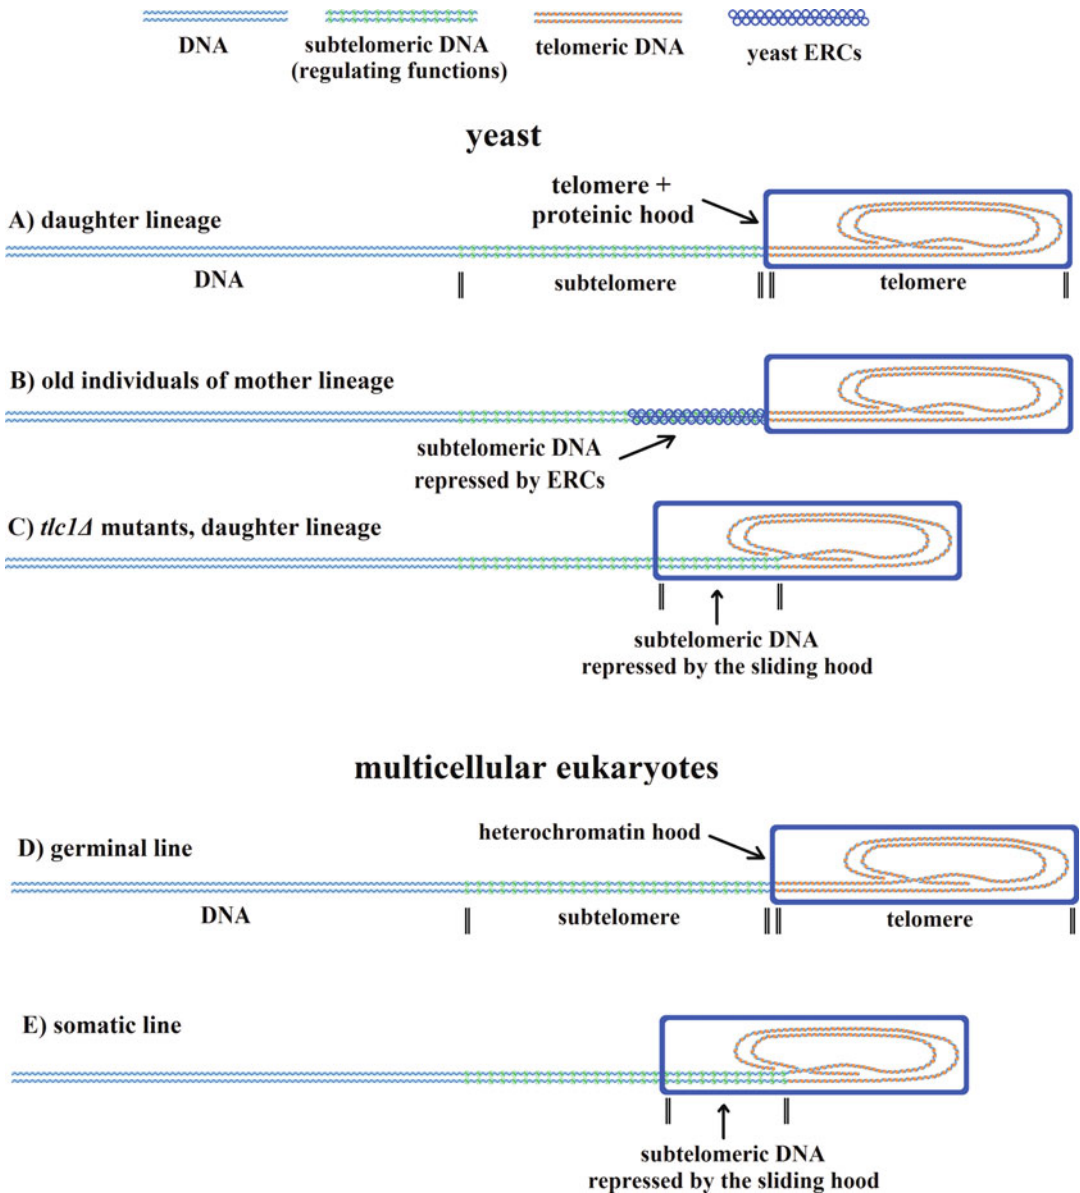 DNA
subtelomeric DNA
(regulating functions)
telomeric DNA
yeast ERCs
yeast
telomere +
proteinic hood
A) daughter lineage
DNA
subtelomere
telomere
B) old individuals of mother lineage
subtelomeric DNA
repressed by ERCs
C) tlc1Δ mutants, daughter lineage
subtelomeric DNA
repressed by the sliding hood
multicellular eukaryotes
heterochromatin hood
D) germinal line
DNA
subtelomere
telomere
E) somatic line
subtelomeric DNA
repressed by the sliding hood